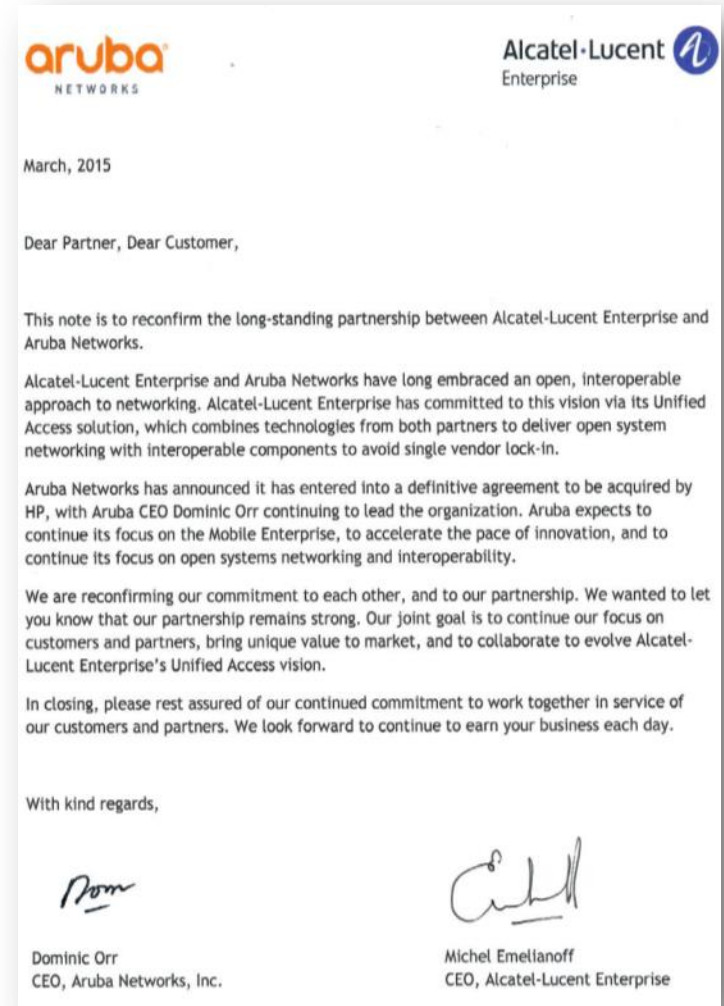 aruba
NETWORKS
Alcatel·Lucent
Enterprise
March, 2015
Dear Partner, Dear Customer,
This note is to reconfirm the long-standing partnership between Alcatel-Lucent Enterprise and
Aruba Networks.
Alcatel-Lucent Enterprise and Aruba Networks have long embraced an open, interoperable
approach to networking. Alcatel-Lucent Enterprise has committed to this vision via its Unified
Access solution, which combines technologies from both partners to deliver open system
networking with interoperable components to avoid single vendor lock-in.
Aruba Networks has announced it has entered into a definitive agreement to be acquired by
HP, with Aruba CEO Dominic Orr continuing to lead the organization. Aruba expects to
continue its focus on the Mobile Enterprise, to accelerate the pace of innovation, and to
continue its focus on open systems networking and interoperability.
We are reconfirming our commitment to each other, and to our partnership. We wanted to let
you know that our partnership remains strong. Our joint goal is to continue our focus on
customers and partners, bring unique value to market, and to collaborate to evolve Alcatel-
Lucent Enterprise's Unified Access vision.
In closing, please rest assured of our continued commitment to work together in service of
our customers and partners. We look forward to continue to earn your business each day.
With kind regards,
Dom
Dominic Orr
CEO, Aruba Networks, Inc.
Michel Emelianoff
CEO, Alcatel-Lucent Enterprise